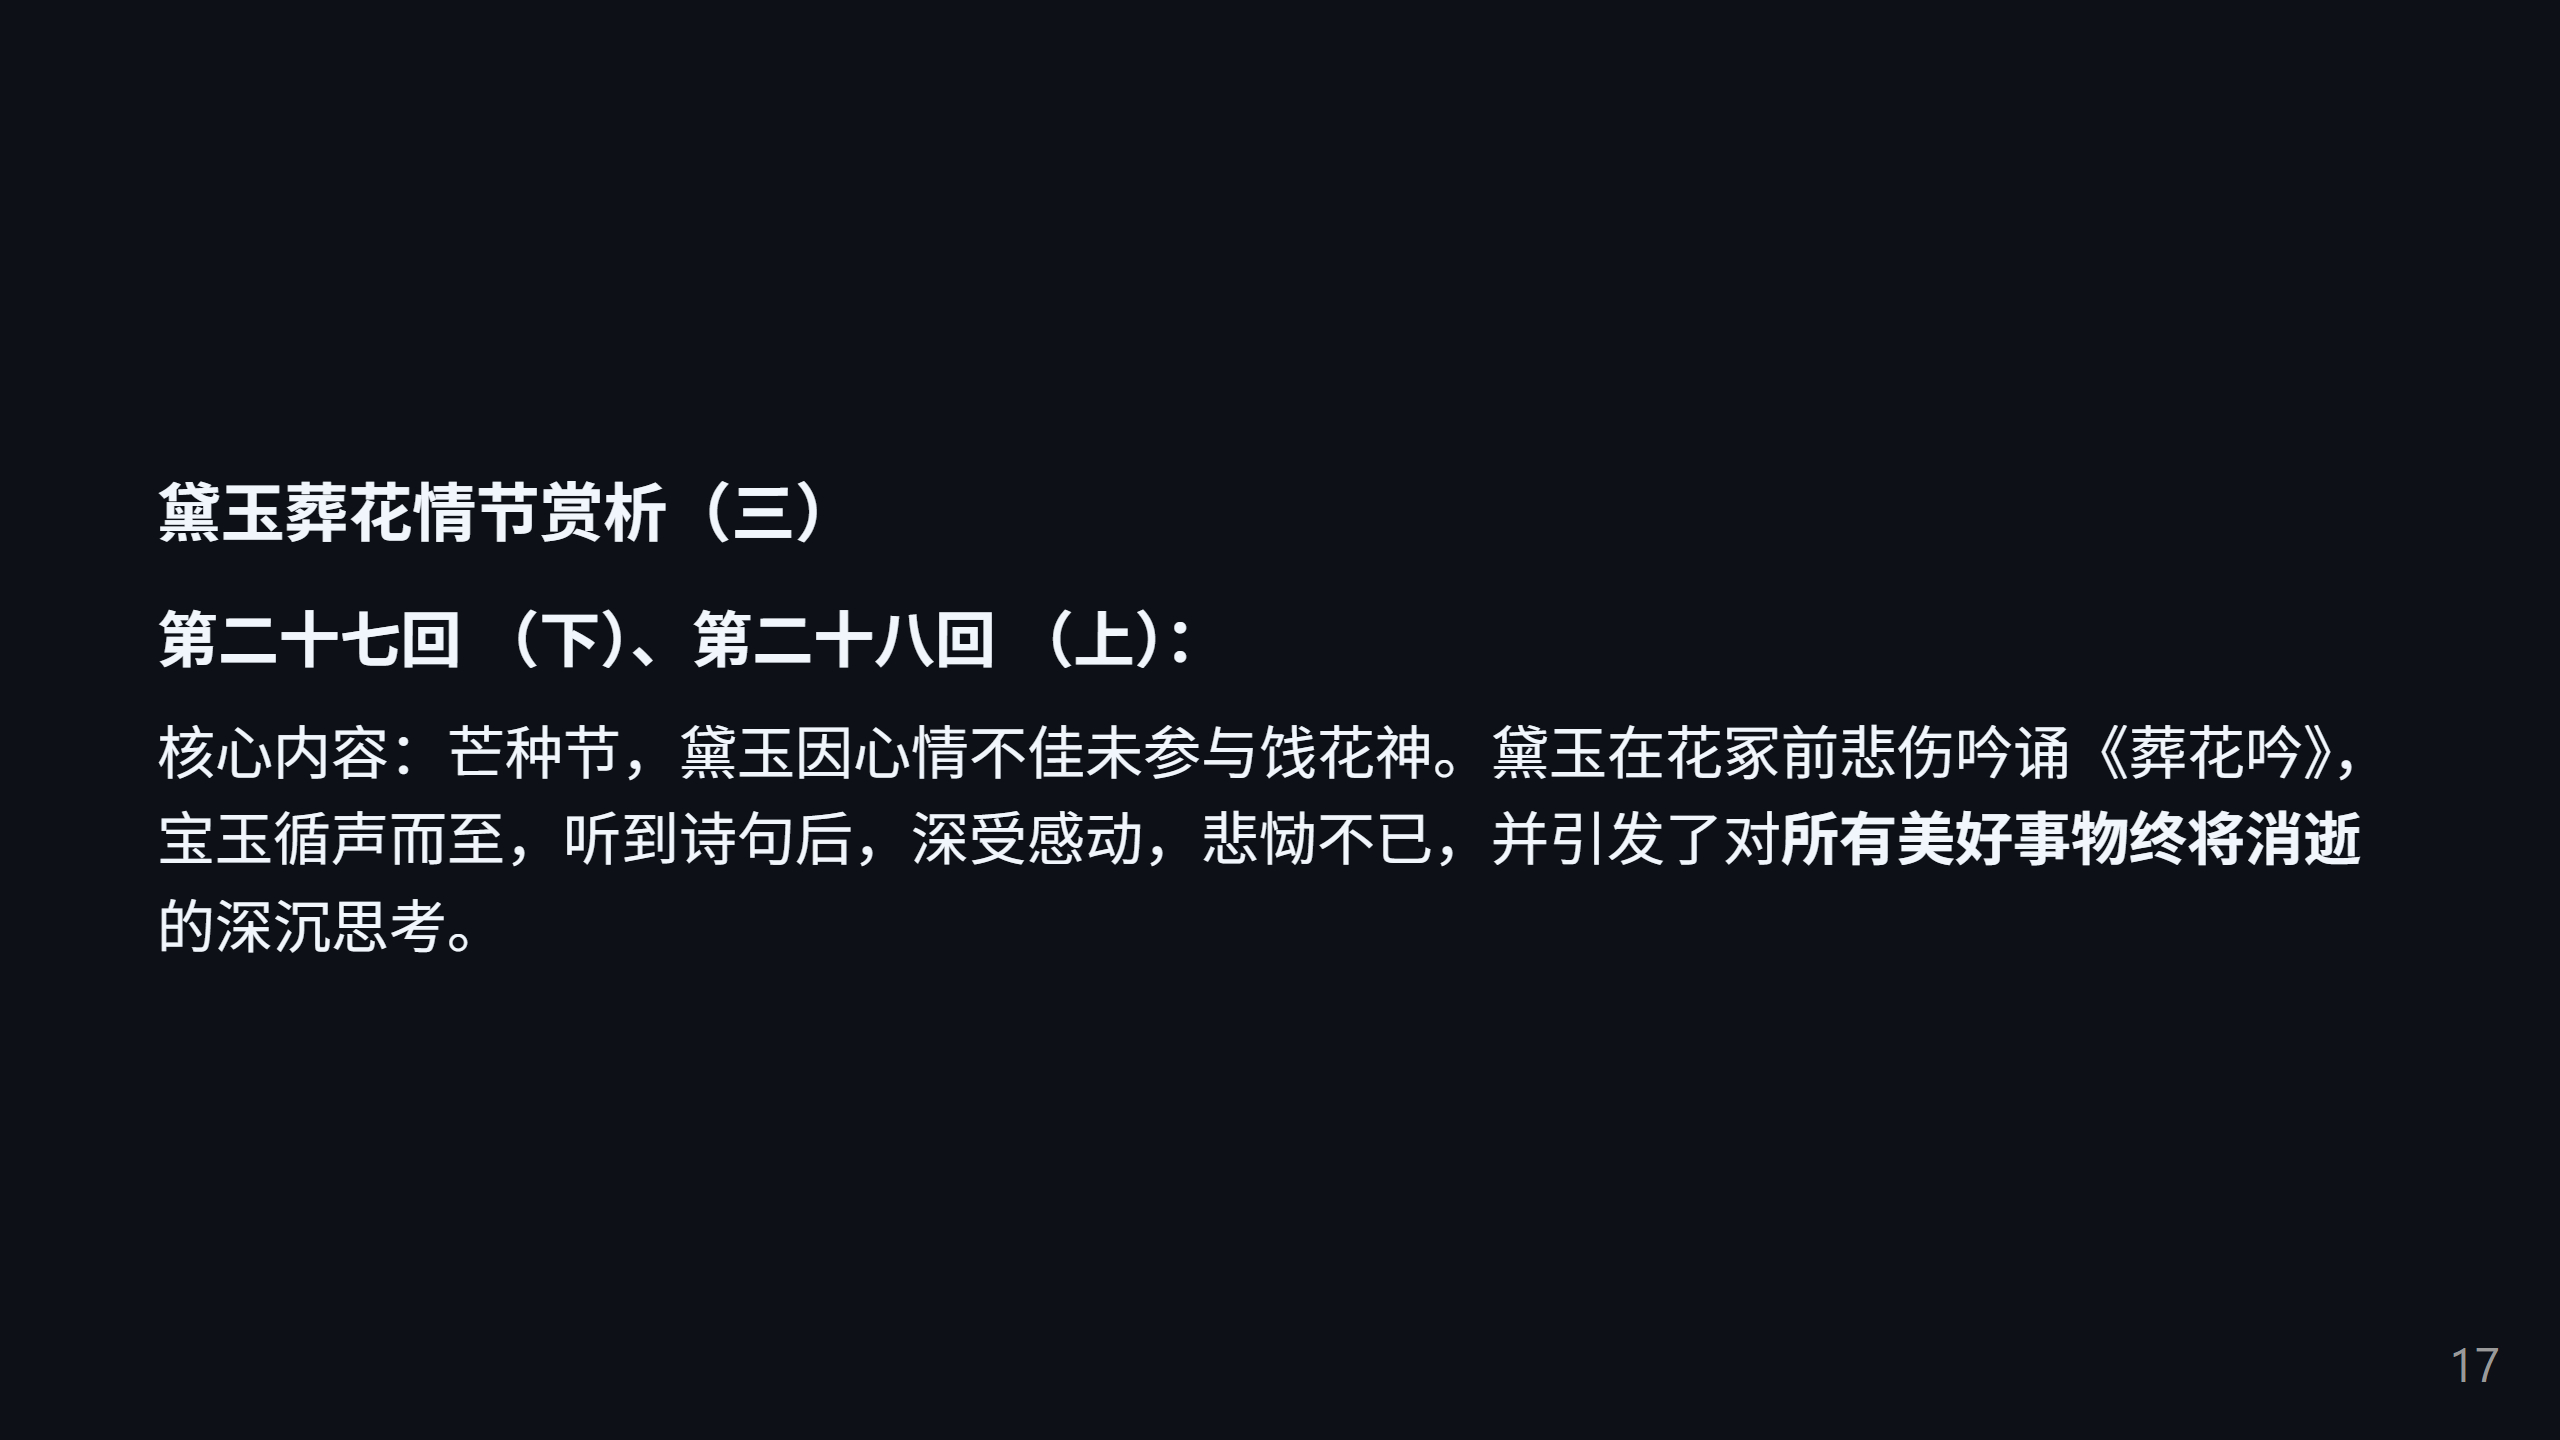 黛玉葬花情节赏析（三）
第二十七回 （下）、第二十八回 （上）：
核心内容：芒种节，黛玉因心情不佳未参与饯花神。黛玉在花冢前悲伤吟诵《葬花吟》，
宝玉循声而至，听到诗句后，深受感动，悲恸不已，并引发了对所有美好事物终将消逝
的深沉思考。
17